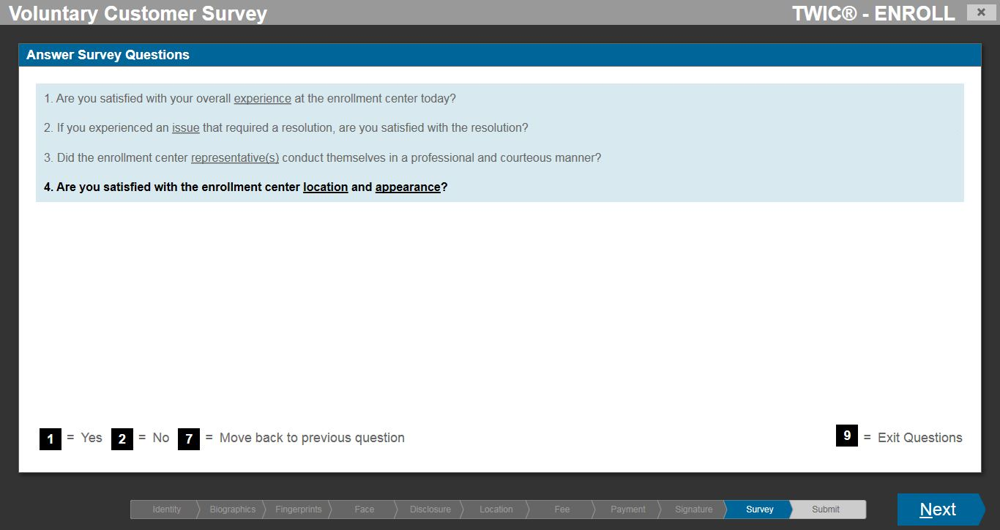 Voluntary Customer Survey TWIC® - ENROLL ×
Answer Survey Questions
1. Are you satisfied with your overall experience at the enrollment center today?
2. If you experienced an issue that required a resolution, are you satisfied with the resolution?
3. Did the enrollment center representative(s) conduct themselves in a professional and courteous manner?
4. Are you satisfied with the enrollment center location and appearance?
1 = Yes 2 = No 7 = Move back to previous question 9 = Exit Questions
Identity Biographics Fingerprints Face Disclosure Location Fee Payment Signature Survey Submit Next